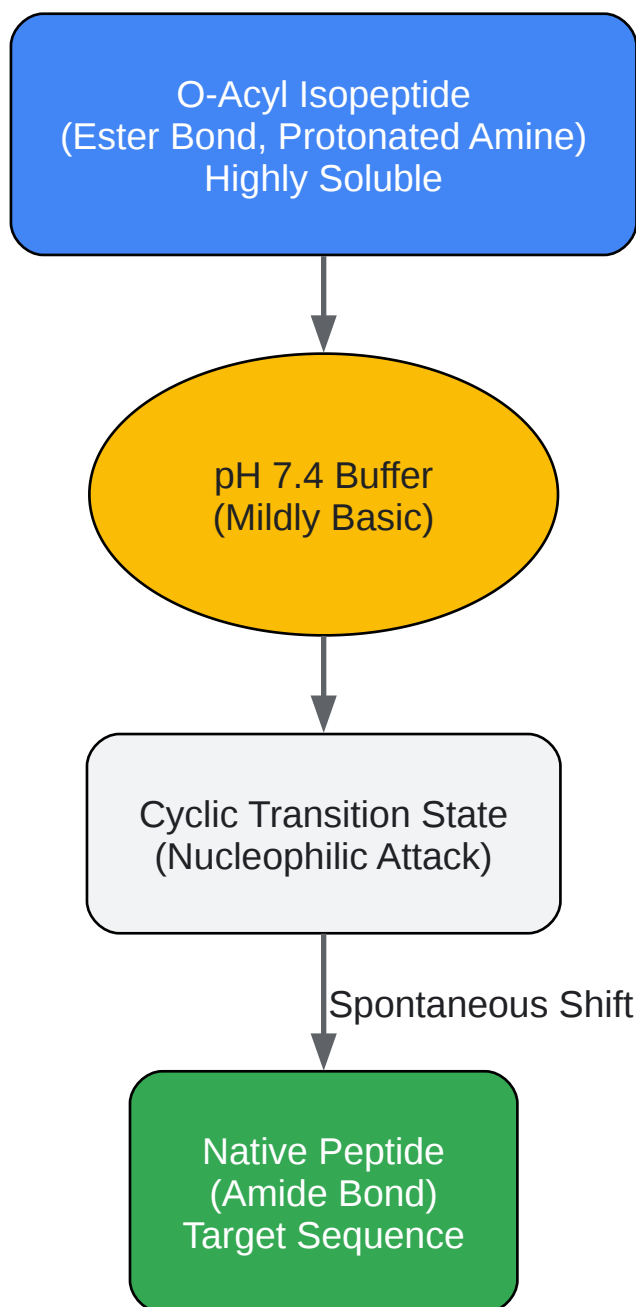 O-Acyl Isopeptide
(Ester Bond, Protonated Amine)
Highly Soluble
pH 7.4 Buffer
(Mildly Basic)
Cyclic Transition State
(Nucleophilic Attack)
Spontaneous Shift
Native Peptide
(Amide Bond)
Target Sequence